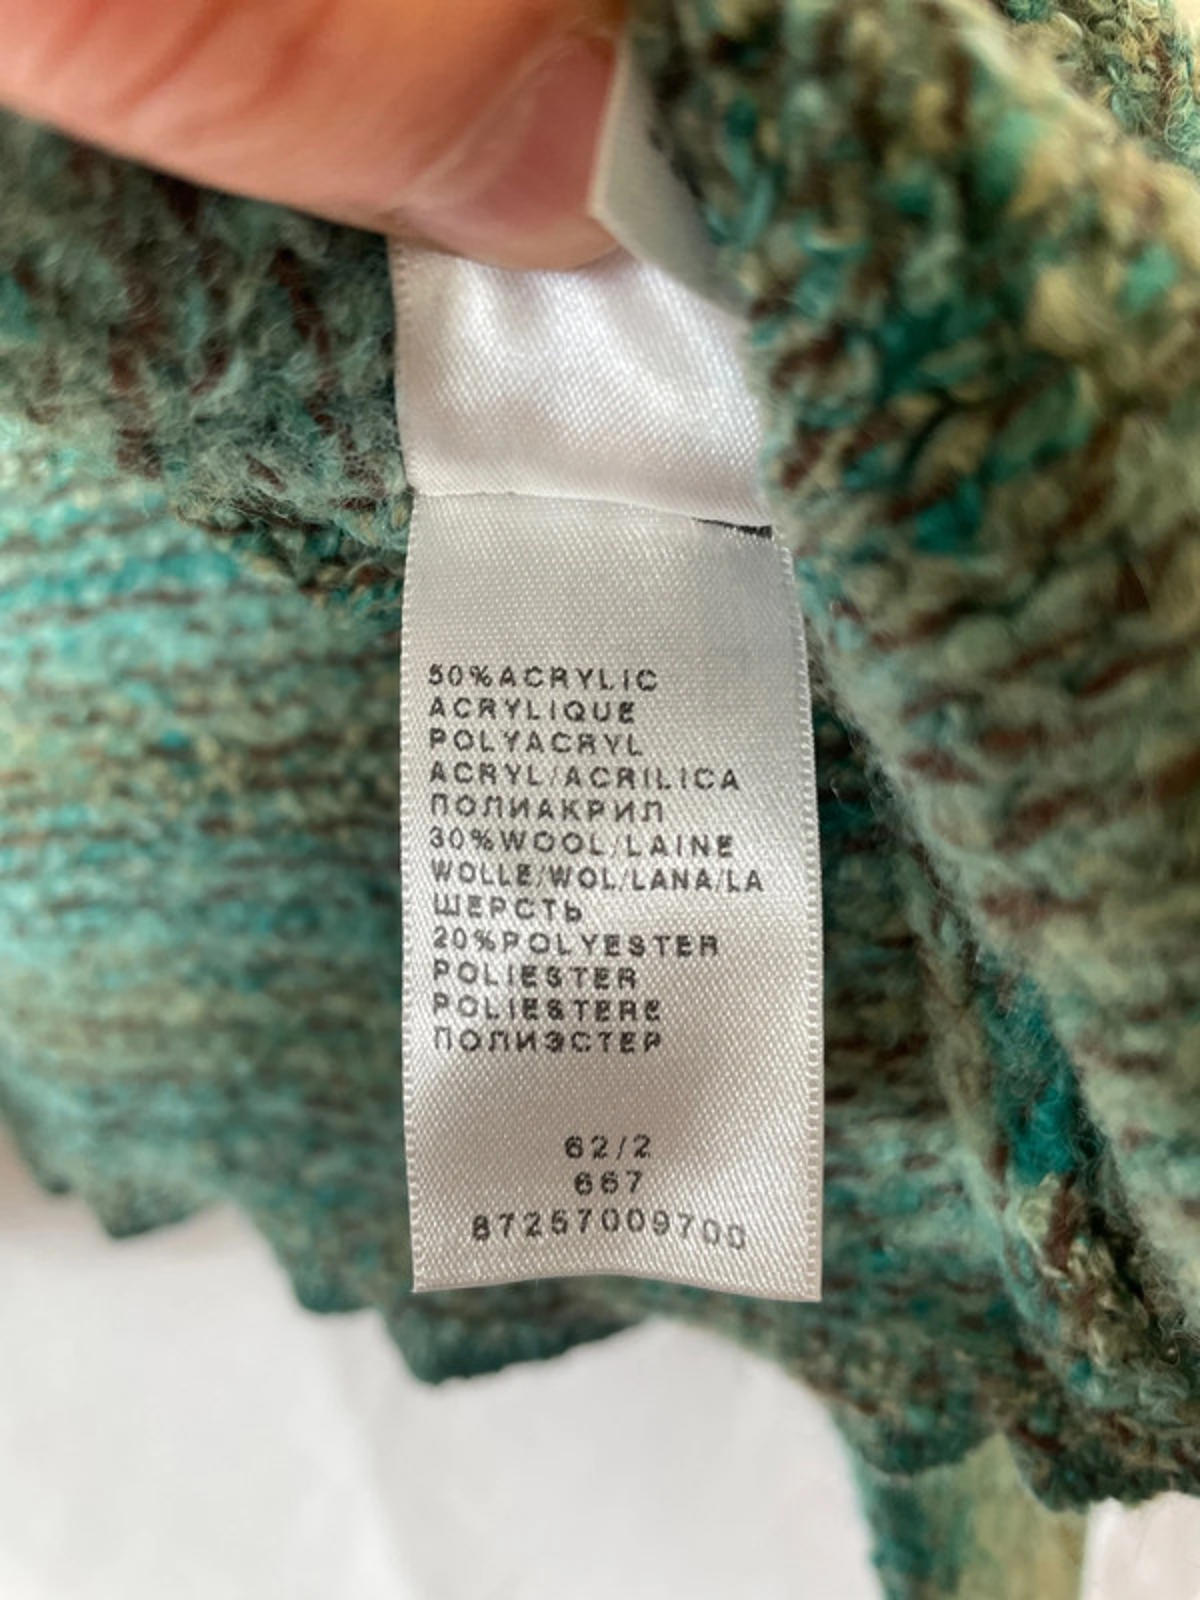 50%ACRYLIC
ACRYLIQUE
POLYACRYL
ACRYL/ACRILICA
ПОЛИАКРИЛ
30%WOOL/LAINE
WOLLE/WOL/LANA/LA
ШЕРСТЬ
20%POLYESTER
POLIESTER
POLIESTERE
ПОЛИЭСТЕР
62/2
667
87257009700